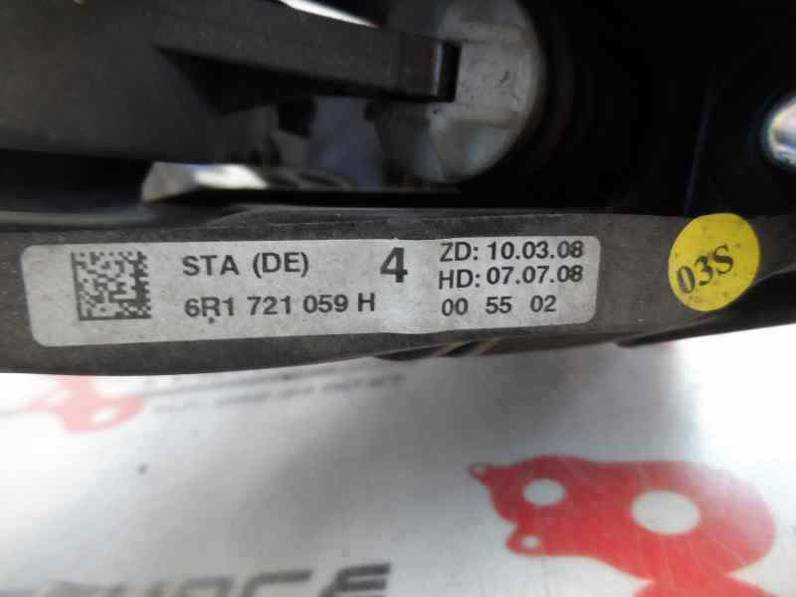 STA (DE) 4 ZD: 10.03.08
HD: 07.07.08
6R1 721 059 H 00 55 02
03S